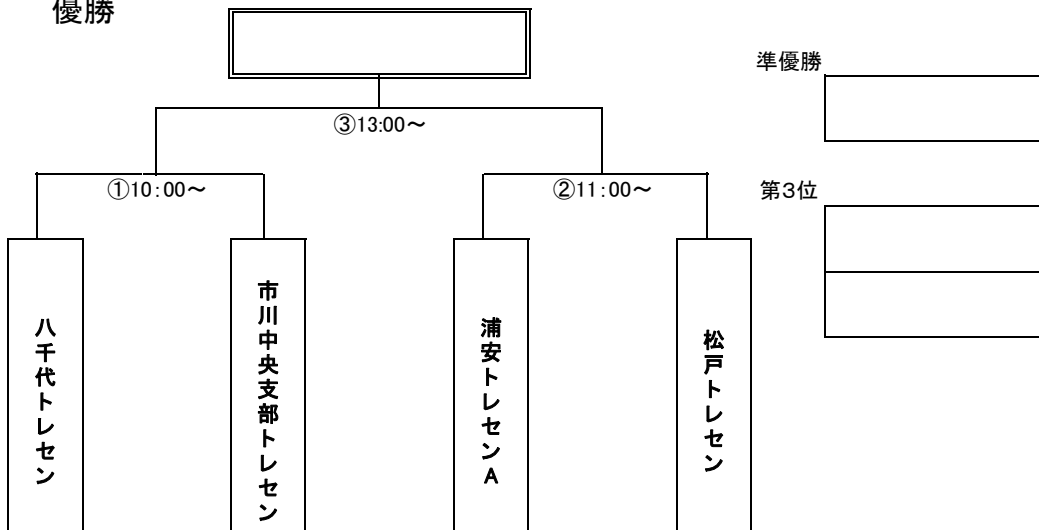 優勝
準優勝
③13:00～
①10:00～
②11:00～
第3位
八千代トレセン
市川中央支部トレセン
浦安トレセンA
松戸トレセン